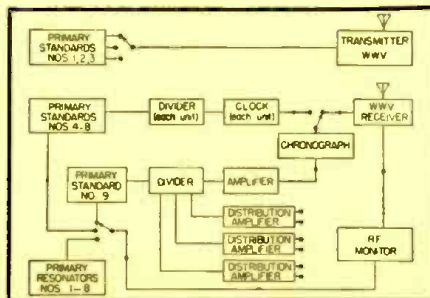 PRIMARY
STANDARDS
NOS 1,2,3
TRANSMITTER
WWV
PRIMARY
STANDARDS
NOS 4-8
DIVIDER
(each unit)
CLOCK
(each unit)
WWV
RECEIVER
CHRONOGRAPH
PRIMARY
STANDARD
NO. 9
DIVIDER
AMPLIFIER
DISTRIBUTION
AMPLIFIER
DISTRIBUTION
AMPLIFIER
DISTRIBUTION
AMPLIFIER
R.F.
MONITOR
PRIMARY
RESONATORS
NOS 1-8